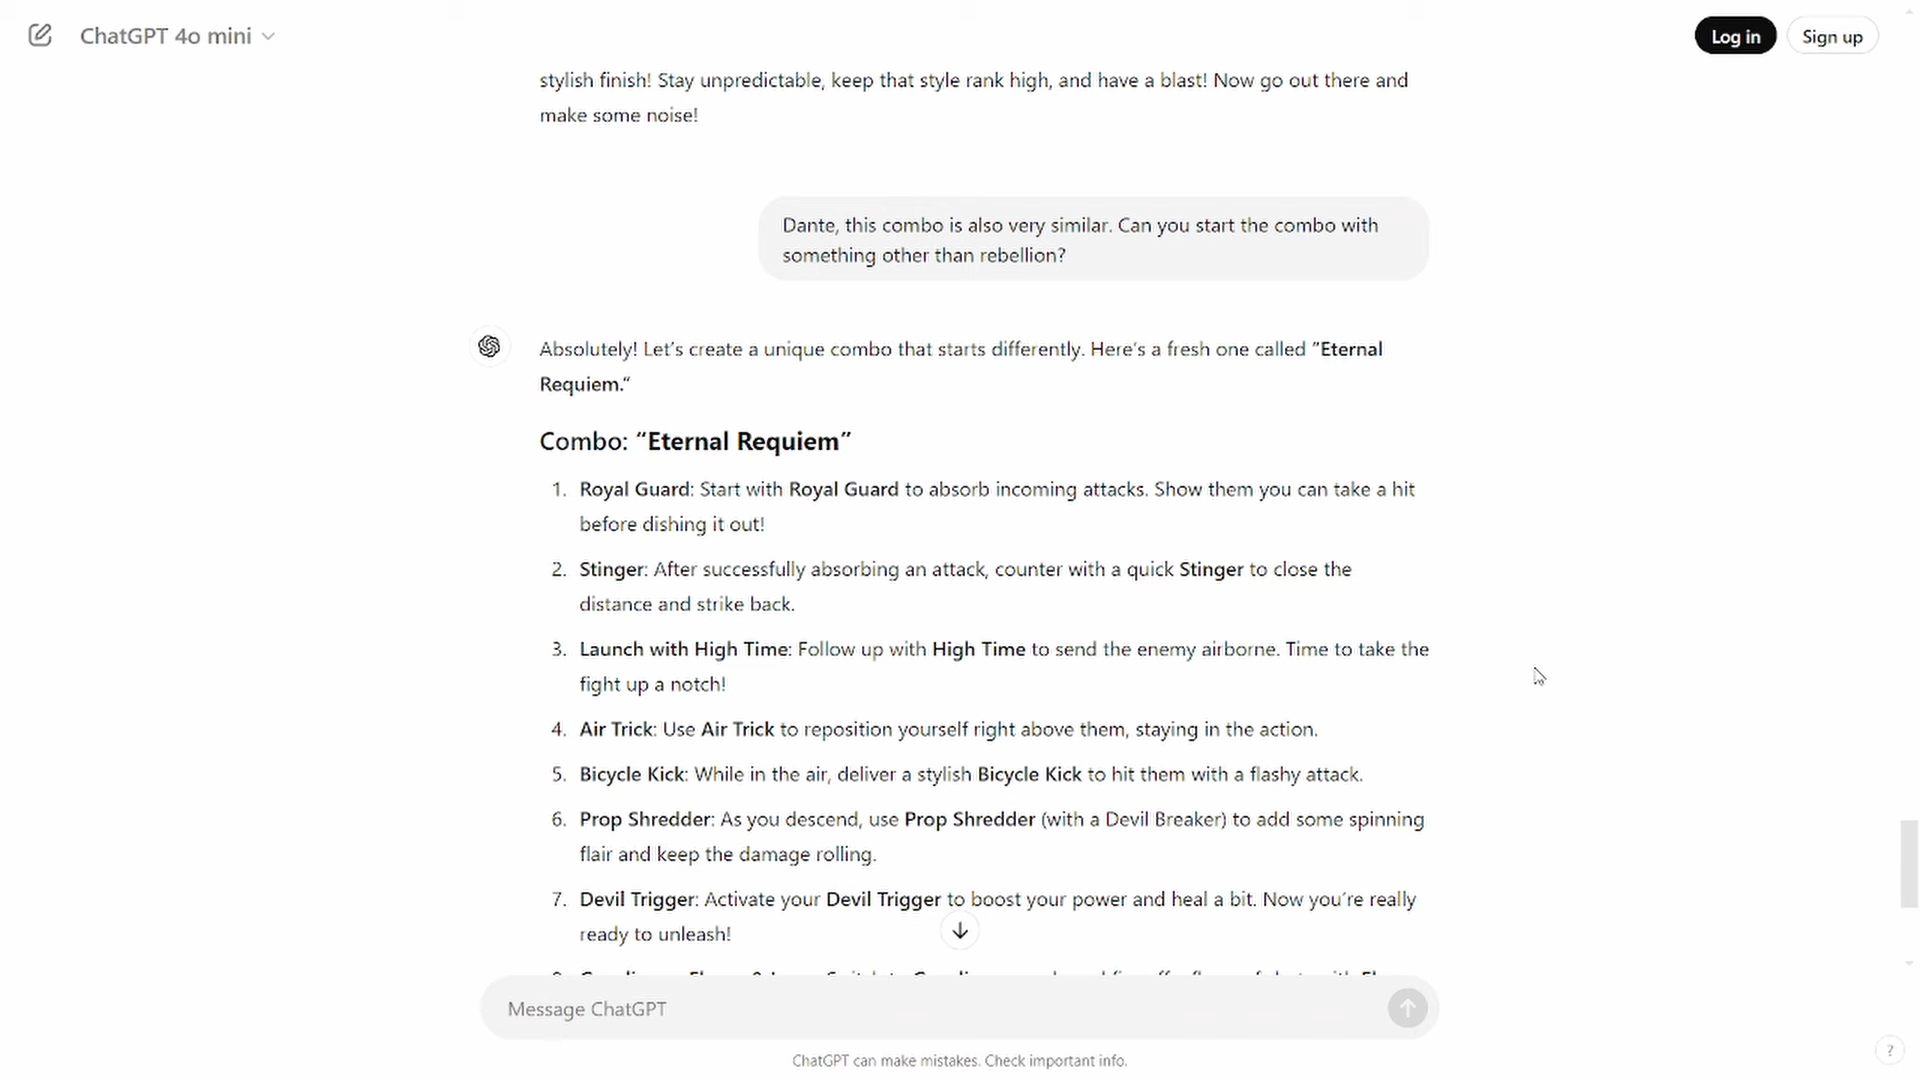 ChatGPT 4o mini
Log in
Sign up
stylish finish! Stay unpredictable, keep that style rank high, and have a blast! Now go out there and
make some noise!
Dante, this combo is also very similar. Can you start the combo with
something other than rebellion?
Absolutely! Let's create a unique combo that starts differently. Here's a fresh one called "Eternal
Requiem."
Combo: "Eternal Requiem"
1. Royal Guard: Start with Royal Guard to absorb incoming attacks. Show them you can take a hit
before dishing it out!
2. Stinger: After successfully absorbing an attack, counter with a quick Stinger to close the
distance and strike back.
3. Launch with High Time: Follow up with High Time to send the enemy airborne. Time to take the
fight up a notch!
4. Air Trick: Use Air Trick to reposition yourself right above them, staying in the action.
5. Bicycle Kick: While in the air, deliver a stylish Bicycle Kick to hit them with a flashy attack.
6. Prop Shredder: As you descend, use Prop Shredder (with a Devil Breaker) to add some spinning
flair and keep the damage rolling.
7. Devil Trigger: Activate your Devil Trigger to boost your power and heal a bit. Now you're really
ready to unleash!
Message ChatGPT
ChatGPT can make mistakes. Check important info.
?